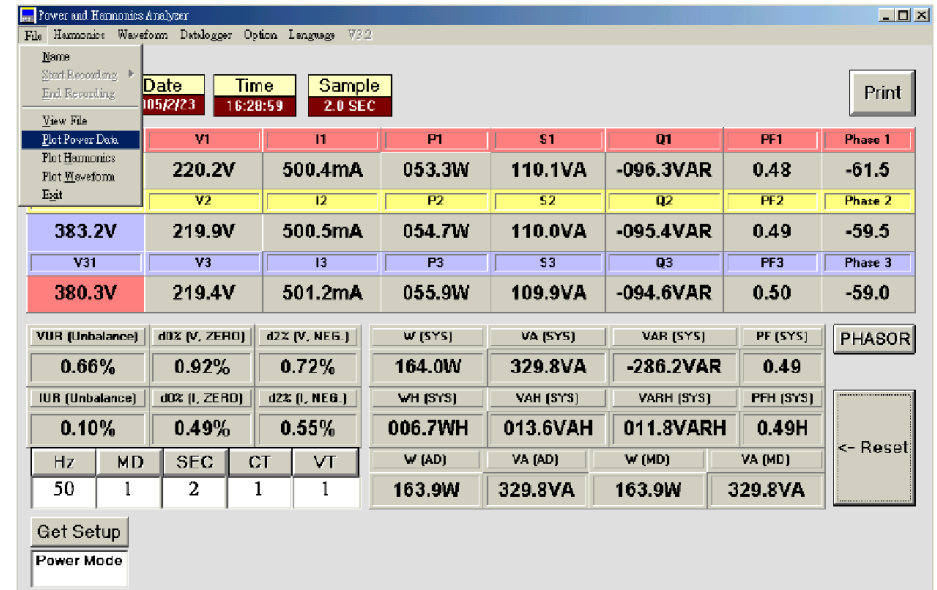 Power and Harmonics Analyzer
File Harmonics Waveform Datalogger Option Language V3.2
Name
Start Recording
End Recording
View File
Plot Power Data
Plot Harmonics
Plot Waveform
Exit
Date Time Sample
005/2/23 16:28:59 2.0 SEC
Print
V1 I1 P1 S1 Q1 PF1 Phase 1
220.2V 500.4mA 053.3W 110.1VA -096.3VAR 0.48 -61.5
V2 I2 P2 S2 Q2 PF2 Phase 2
383.2V 219.9V 500.5mA 054.7W 110.0VA -095.4VAR 0.49 -59.5
V31 V3 I3 P3 S3 Q3 PF3 Phase 3
380.3V 219.4V 501.2mA 055.9W 109.9VA -094.6VAR 0.50 -59.0
VUR (Unbalance) d0% (V, ZERO) d2% (V, NEG.) W (SYS) VA (SYS) VAR (SYS) PF (SYS) PHASOR
0.66% 0.92% 0.72% 164.0W 329.8VA -286.2VAR 0.49
IUR (Unbalance) d0% (I, ZERO) d2% (I, NEG.) WH (SYS) VAH (SYS) VARH (SYS) PFH (SYS)
0.10% 0.49% 0.55% 006.7WH 013.6VAH 011.8VARH 0.49H
<- Reset
Hz MD SEC CT VT W (AD) VA (AD) W (MD) VA (MD)
50 1 2 1 1 163.9W 329.8VA 163.9W 329.8VA
Get Setup
Power Mode